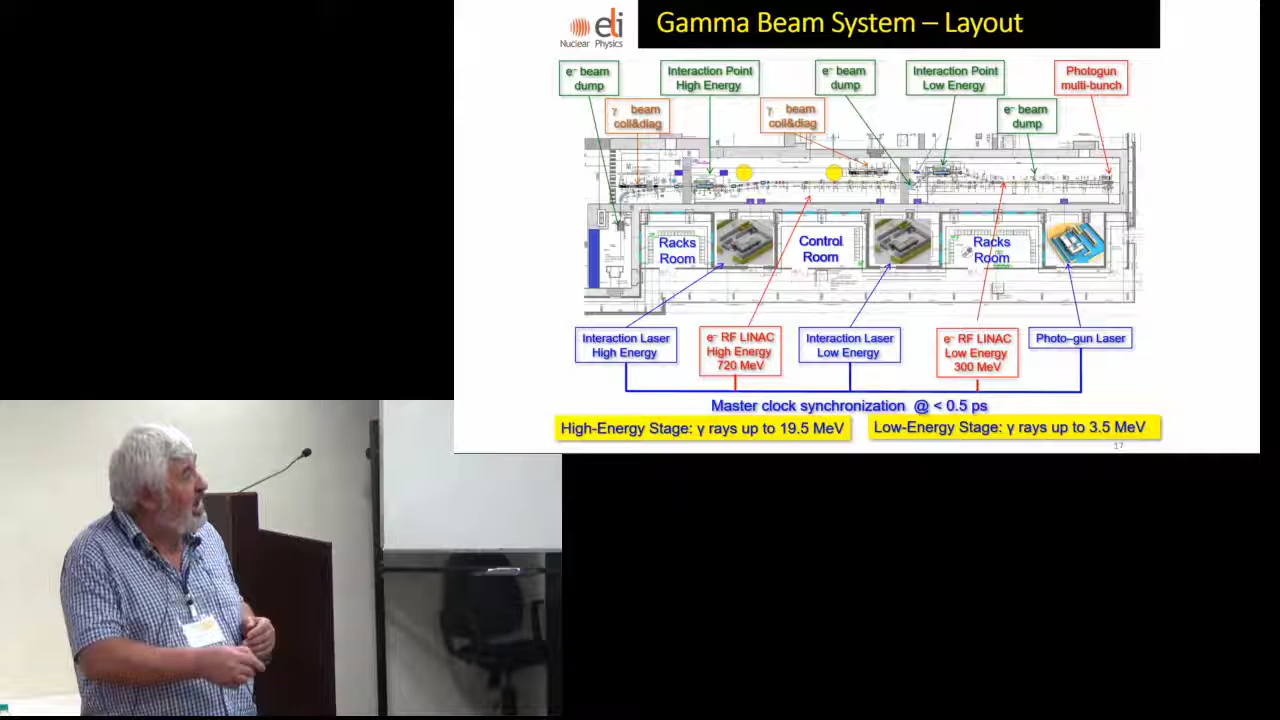 eli
Nuclear Physics
Gamma Beam System – Layout
e⁻ beam
dump
Interaction Point
High Energy
e⁻ beam
dump
Interaction Point
Low Energy
Photogun
multi-bunch
γ beam
coll&diag
γ beam
coll&diag
e⁻ beam
dump
Racks
Room
Control
Room
Racks
Room
Interaction Laser
High Energy
e⁻ RF LINAC
High Energy
720 MeV
Interaction Laser
Low Energy
e⁻ RF LINAC
Low Energy
300 MeV
Photo–gun Laser
Master clock synchronization @ < 0.5 ps
High-Energy Stage: γ rays up to 19.5 MeV
Low-Energy Stage: γ rays up to 3.5 MeV
17